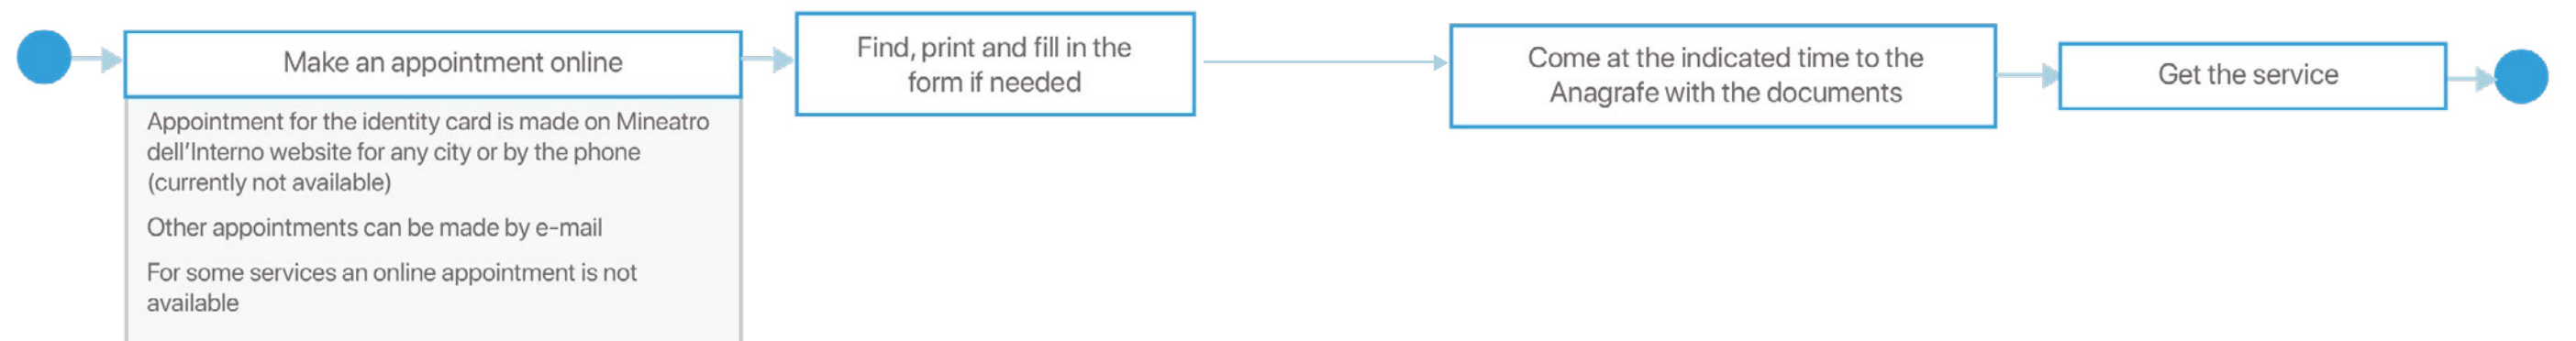 Make an appointment online
Appointment for the identity card is made on Mineatro
dell'Interno website for any city or by the phone
(currently not available)
Other appointments can be made by e-mail
For some services an online appointment is not
available
Find, print and fill in the
form if needed
Come at the indicated time to the
Anagrafe with the documents
Get the service